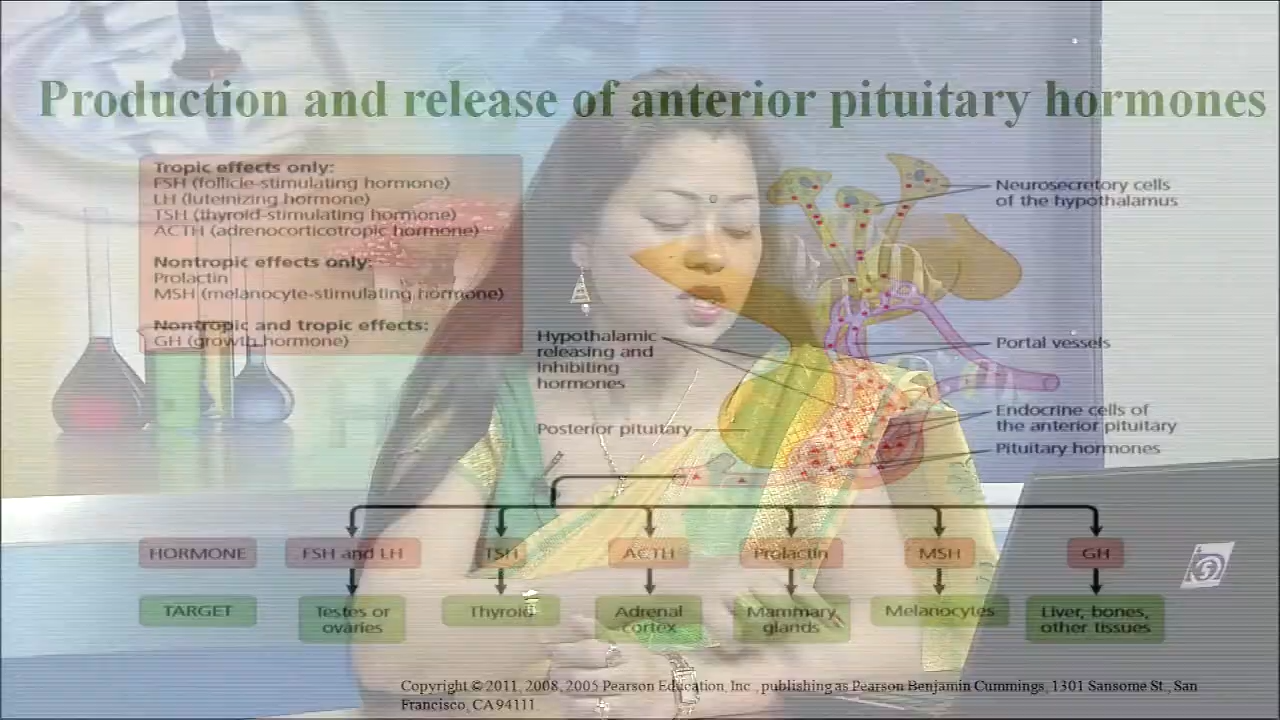 Production and release of anterior pituitary hormones
Tropic effects only:
FSH (follicle-stimulating hormone)
LH (luteinizing hormone)
TSH (thyroid-stimulating hormone)
ACTH (adrenocorticotropic hormone)
Nontropic effects only:
Prolactin
MSH (melanocyte-stimulating hormone)
Nontropic and tropic effects:
GH (growth hormone)
Neurosecretory cells
of the hypothalamus
Hypothalamic
releasing and
inhibiting
hormones
Portal vessels
Posterior pituitary
Endocrine cells of
the anterior pituitary
Pituitary hormones
HORMONE
FSH and LH
TSH
ACTH
Prolactin
MSH
GH
TARGET
Testes or
ovaries
Thyroid
Adrenal
cortex
Mammary
glands
Melanocytes
Liver, bones,
other tissues
Copyright © 2011, 2008, 2005 Pearson Education, Inc., publishing as Pearson Benjamin Cummings, 1301 Sansome St., San
Francisco, CA 94111.